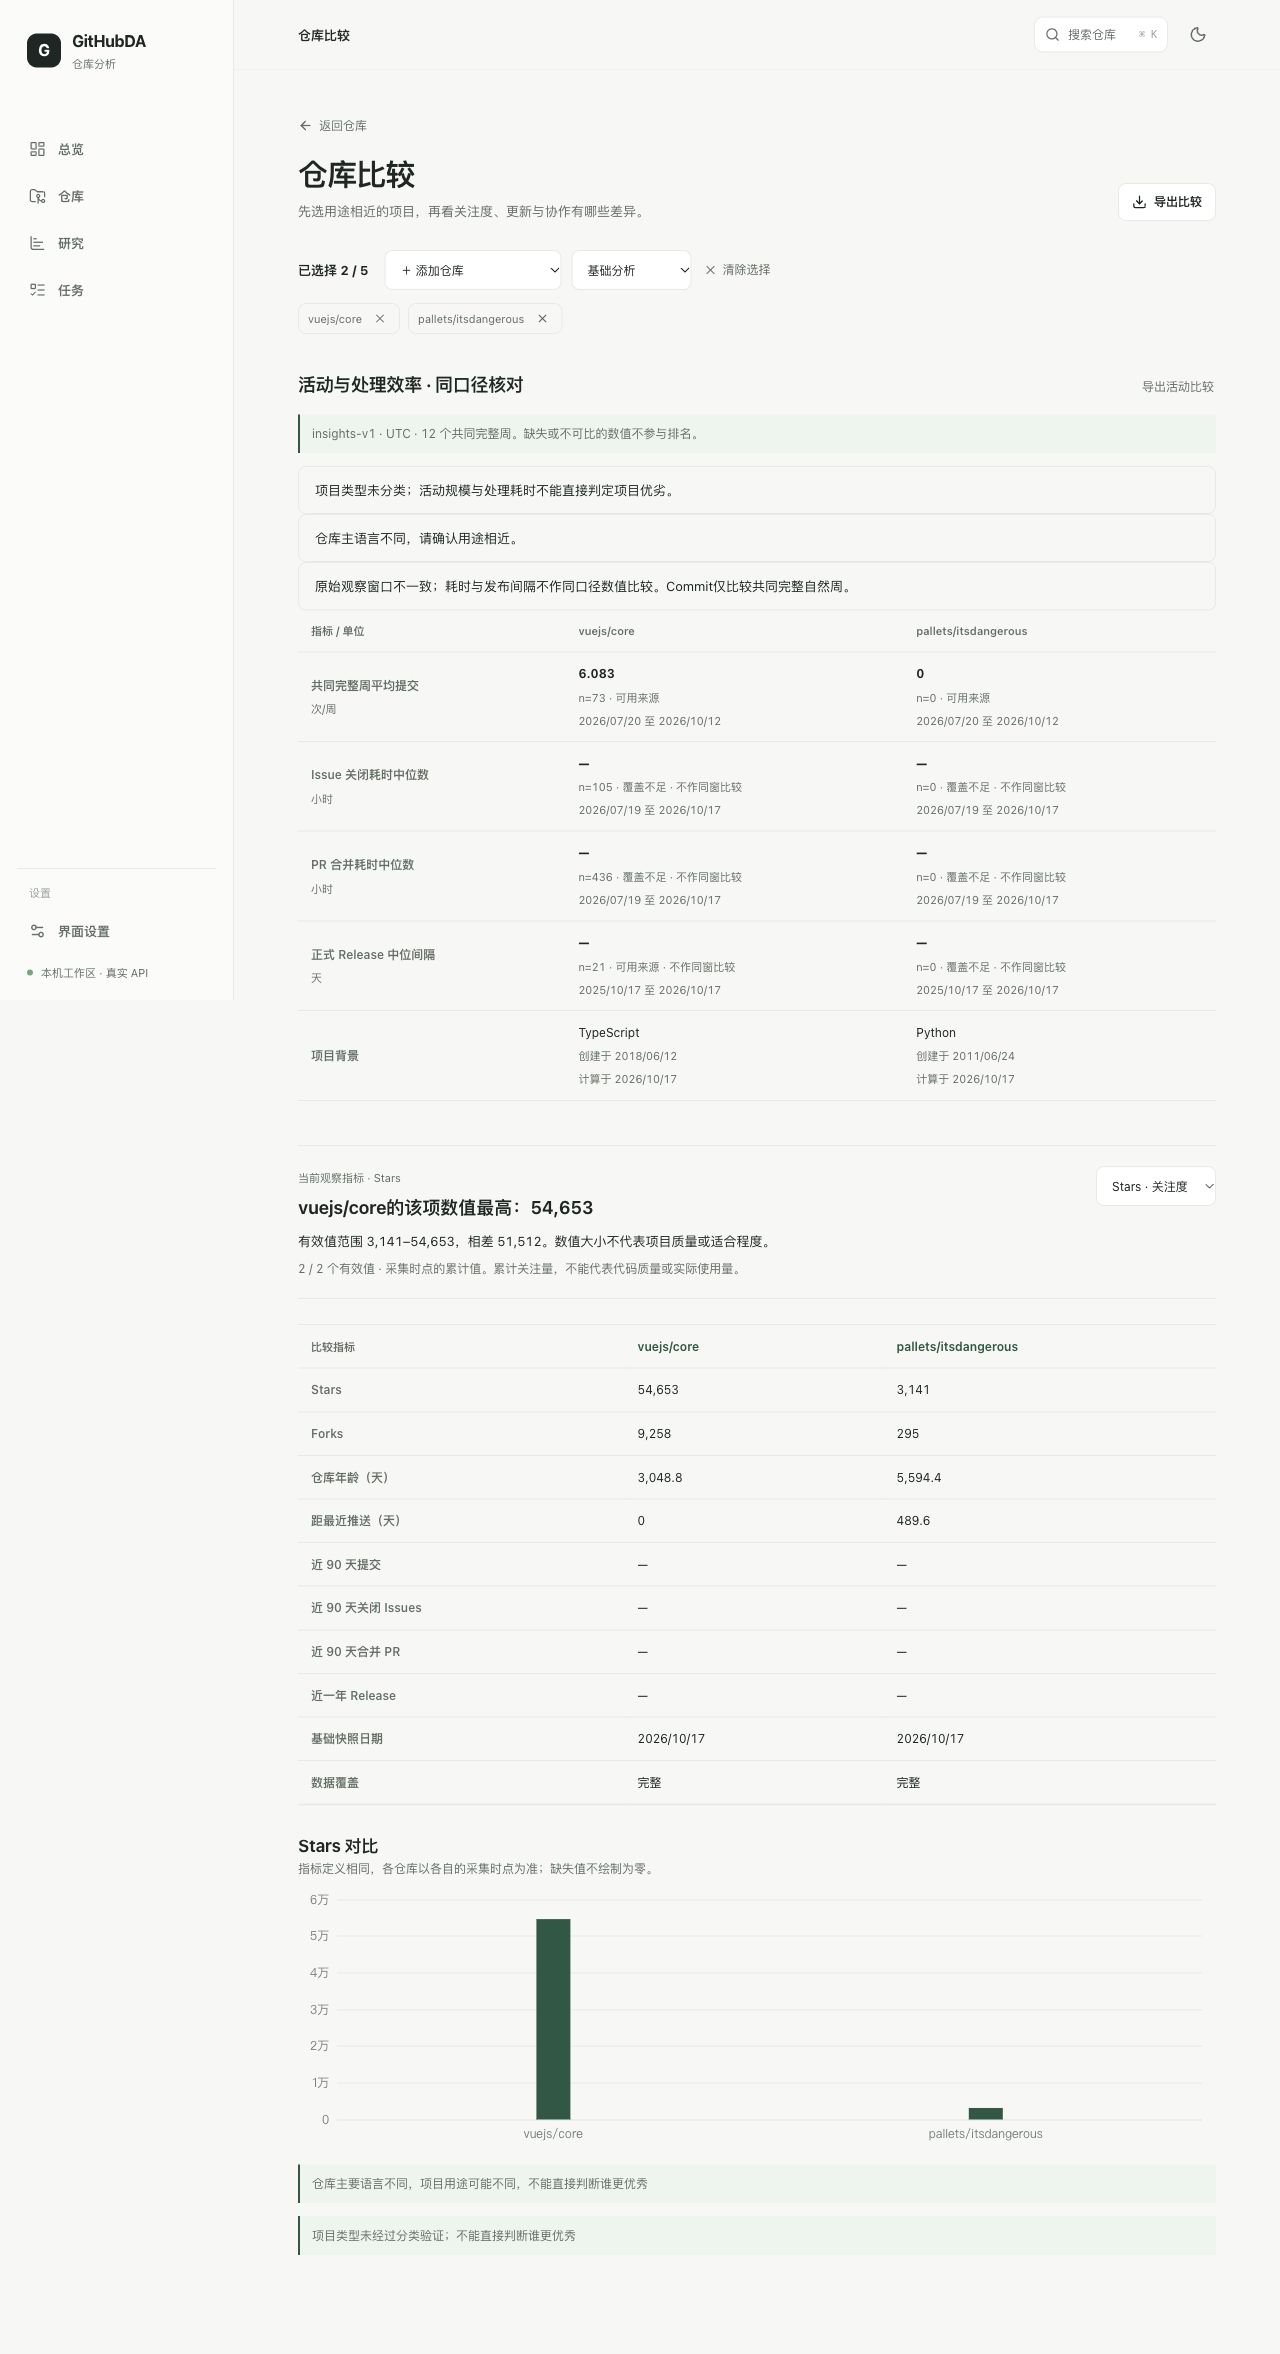 G
GitHubDA
仓库分析
总览
仓库
研究
任务
设置
界面设置
本机工作区 · 真实 API
仓库比较
搜索仓库 ⌘ K
返回仓库
仓库比较
先选用途相近的项目，再看关注度、更新与协作有哪些差异。
导出比较
已选择 2 / 5 + 添加仓库 基础分析 × 清除选择
vuejs/core × pallets/itsdangerous ×
活动与处理效率 · 同口径核对 导出活动比较
insights-v1 · UTC · 12 个共同完整周。缺失或不可比的数值不参与排名。
项目类型未分类；活动规模与处理耗时不能直接判定项目优劣。
仓库主语言不同，请确认用途相近。
原始观察窗口不一致；耗时与发布间隔不作同口径数值比较。Commit仅比较共同完整自然周。
指标 / 单位 vuejs/core pallets/itsdangerous
共同完整周平均提交
次/周
6.083
n=73 · 可用来源
2026/07/20 至 2026/10/12
0
n=0 · 可用来源
2026/07/20 至 2026/10/12
Issue 关闭耗时中位数
小时
—
n=105 · 覆盖不足 · 不作同窗比较
2026/07/19 至 2026/10/17
—
n=0 · 覆盖不足 · 不作同窗比较
2026/07/19 至 2026/10/17
PR 合并耗时中位数
小时
—
n=436 · 覆盖不足 · 不作同窗比较
2026/07/19 至 2026/10/17
—
n=0 · 覆盖不足 · 不作同窗比较
2026/07/19 至 2026/10/17
正式 Release 中位间隔
天
—
n=21 · 可用来源 · 不作同窗比较
2025/10/17 至 2026/10/17
—
n=0 · 覆盖不足 · 不作同窗比较
2025/10/17 至 2026/10/17
项目背景
TypeScript
创建于 2018/06/12
计算于 2026/10/17
Python
创建于 2011/06/24
计算于 2026/10/17
当前观察指标 · Stars
Stars · 关注度
vuejs/core的该项数值最高：54,653
有效值范围 3,141–54,653，相差 51,512。数值大小不代表项目质量或适合程度。
2 / 2 个有效值 · 采集时点的累计值。累计关注量，不能代表代码质量或实际使用量。
比较指标 vuejs/core pallets/itsdangerous
Stars 54,653 3,141
Forks 9,258 295
仓库年龄（天） 3,048.8 5,594.4
距最近推送（天） 0 489.6
近 90 天提交 — —
近 90 天关闭 Issues — —
近 90 天合并 PR — —
近一年 Release — —
基础快照日期 2026/10/17 2026/10/17
数据覆盖 完整 完整
Stars 对比
指标定义相同，各仓库以各自的采集时点为准；缺失值不绘制为零。
6万
5万
4万
3万
2万
1万
0
vuejs/core pallets/itsdangerous
仓库主要语言不同，项目用途可能不同，不能直接判断谁更优秀
项目类型未经过分类验证；不能直接判断谁更优秀